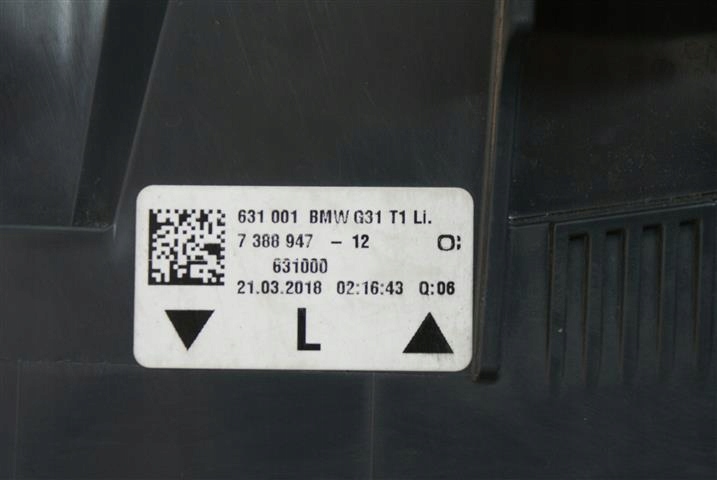 631 001 BMW G31 T1 Li.
7 388 947 - 12 O:
631000
21.03.2018 02:16:43 Q:06
L